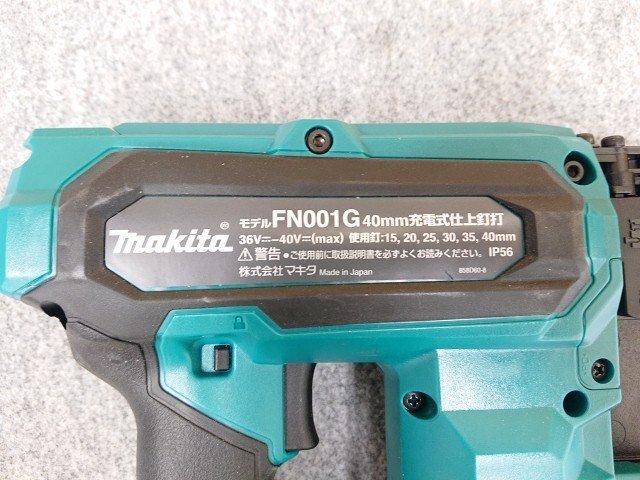 makita®
モデルFN001G 40mm充電式仕上釘打
36V⎓-40V⎓(max) 使用釘:15, 20, 25, 30, 35, 40mm
⚠警告 ●ご使用前に取扱説明書を必ずよくお読みください。 IP56
株式会社マキタ Made in Japan 858D60-8